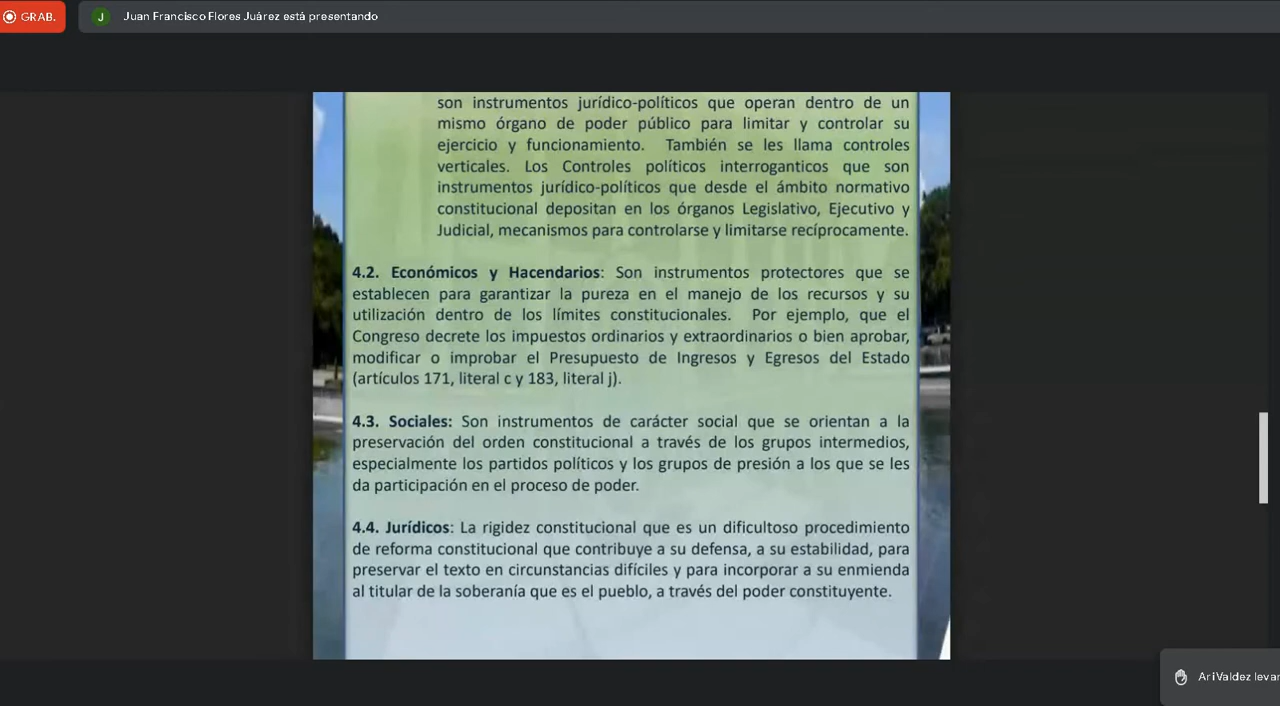 GRAB.
J
Juan Francisco Flores Juárez está presentando
son instrumentos jurídico-políticos que operan dentro de un
mismo órgano de poder público para limitar y controlar su
ejercicio y funcionamiento. También se les llama controles
verticales. Los Controles políticos interroganticos que son
instrumentos jurídico-políticos que desde el ámbito normativo
constitucional depositan en los órganos Legislativo, Ejecutivo y
Judicial, mecanismos para controlarse y limitarse recíprocamente.
4.2. Económicos y Hacendarios: Son instrumentos protectores que se
establecen para garantizar la pureza en el manejo de los recursos y su
utilización dentro de los límites constitucionales. Por ejemplo, que el
Congreso decrete los impuestos ordinarios y extraordinarios o bien aprobar,
modificar o improbar el Presupuesto de Ingresos y Egresos del Estado
(artículos 171, literal c y 183, literal j).
4.3. Sociales: Son instrumentos de carácter social que se orientan a la
preservación del orden constitucional a través de los grupos intermedios,
especialmente los partidos políticos y los grupos de presión a los que se les
da participación en el proceso de poder.
4.4. Jurídicos: La rigidez constitucional que es un dificultoso procedimiento
de reforma constitucional que contribuye a su defensa, a su estabilidad, para
preservar el texto en circunstancias difíciles y para incorporar a su enmienda
al titular de la soberanía que es el pueblo, a través del poder constituyente.
AriValdez levan